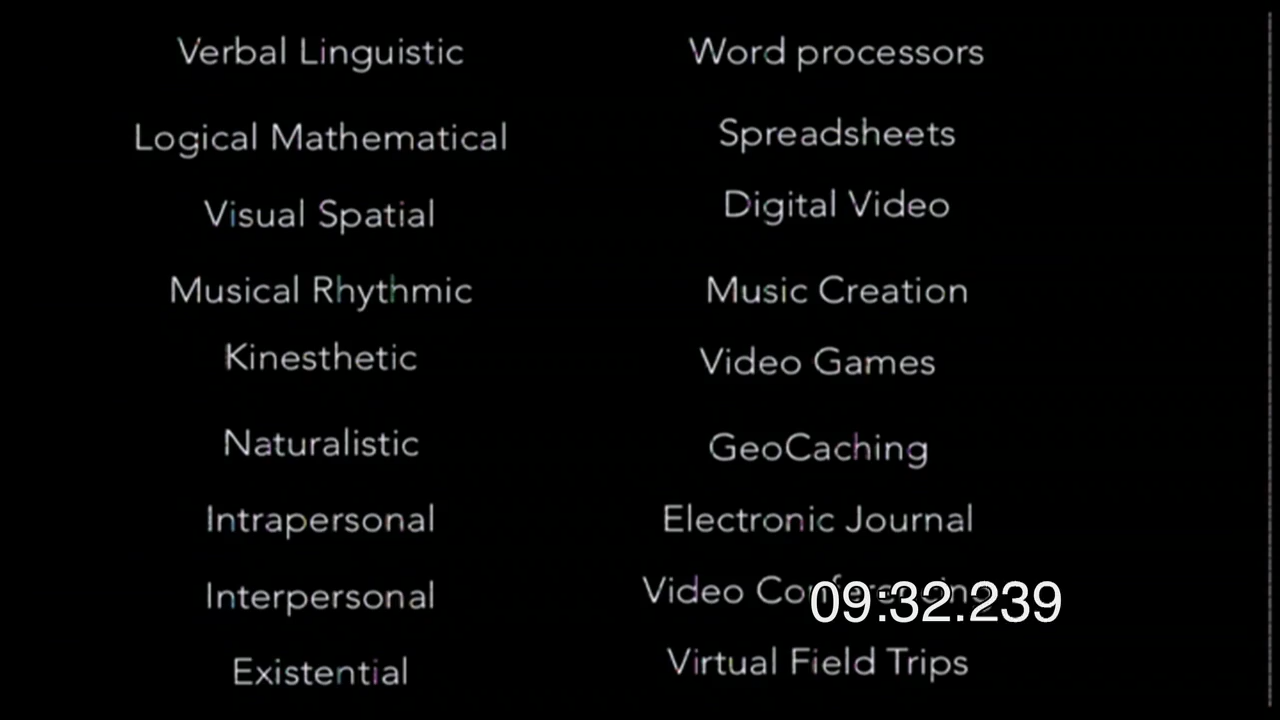 Verbal Linguistic Word processors
Logical Mathematical Spreadsheets
Visual Spatial Digital Video
Musical Rhythmic Music Creation
Kinesthetic Video Games
Naturalistic GeoCaching
Intrapersonal Electronic Journal
Interpersonal Video
09:32.239
Existential Virtual Field Trips